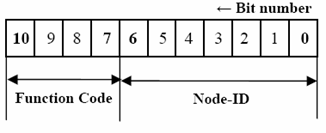 ← Bit number
10 9 8 7 6 5 4 3 2 1 0
Function Code Node-ID